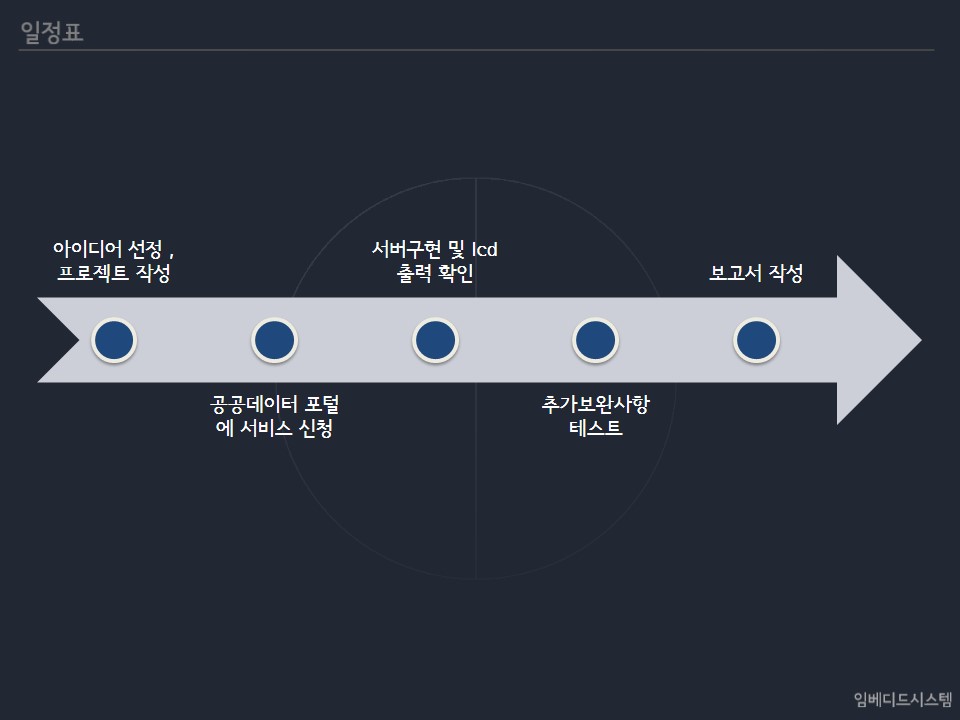 일정표
아이디어 선정 ,
프로젝트 작성
공공데이터 포털
에 서비스 신청
서버구현 및 lcd
출력 확인
추가보완사항
테스트
보고서 작성
임베디드시스템